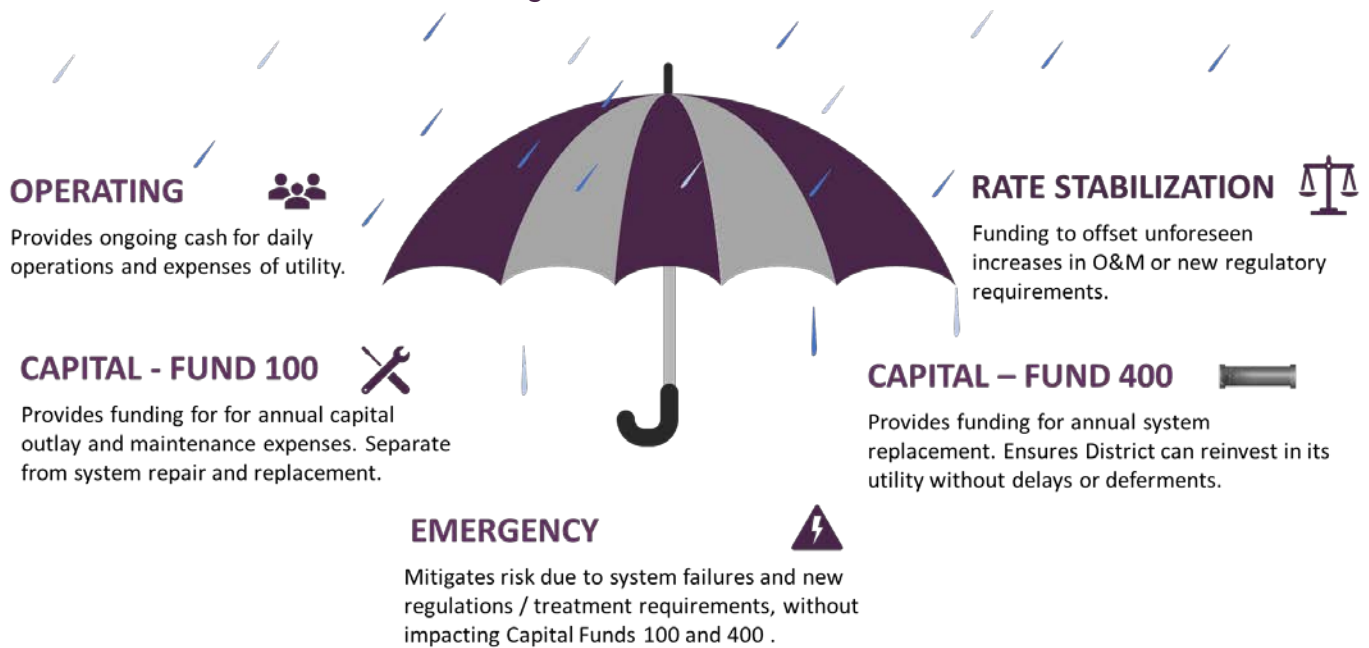 OPERATING
Provides ongoing cash for daily
operations and expenses of utility.
RATE STABILIZATION
Funding to offset unforeseen
increases in O&M or new regulatory
requirements.
CAPITAL - FUND 100
Provides funding for for annual capital
outlay and maintenance expenses. Separate
from system repair and replacement.
CAPITAL – FUND 400
Provides funding for annual system
replacement. Ensures District can reinvest in its
utility without delays or deferments.
EMERGENCY
Mitigates risk due to system failures and new
regulations / treatment requirements, without
impacting Capital Funds 100 and 400 .